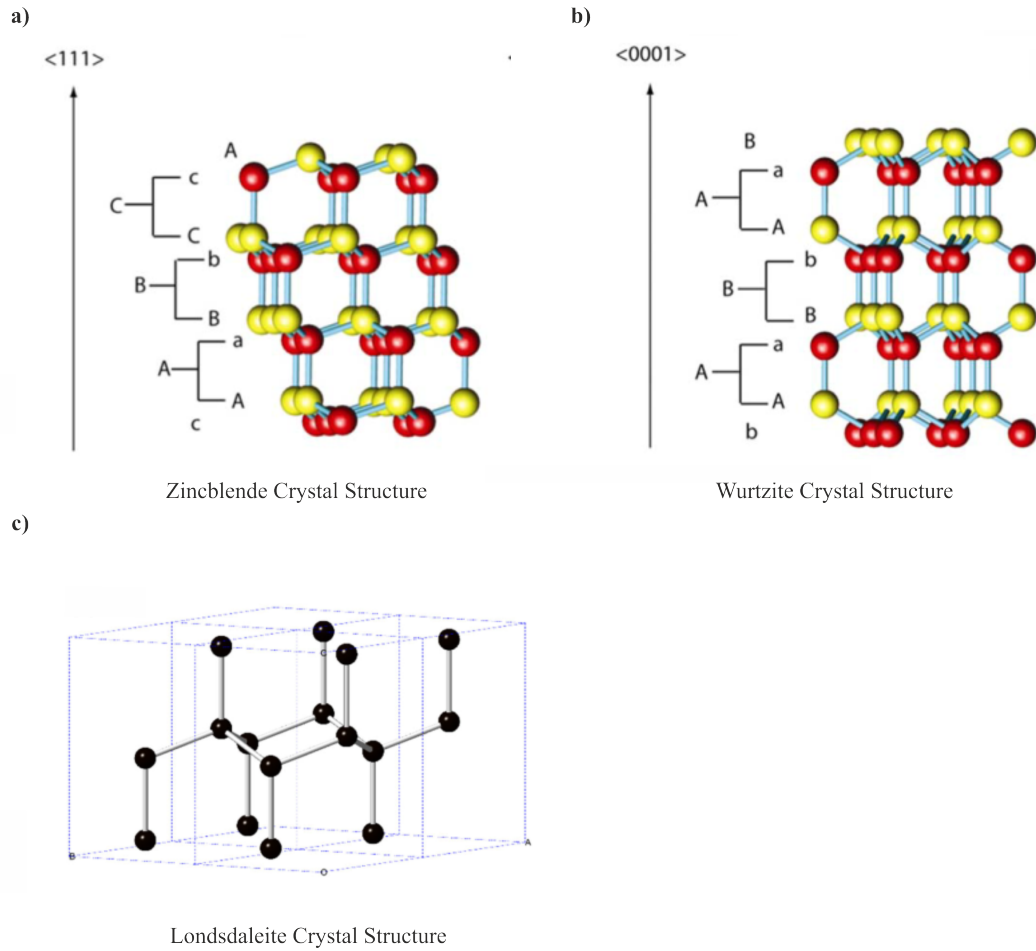 a)
<111>
A
c
C
C
b
B
B
a
A
A
c
Zincblende Crystal Structure
b)
<0001>
B
a
A
A
b
B
B
a
A
A
b
Wurtzite Crystal Structure
c)
C
B
A
O
Londsdaleite Crystal Structure